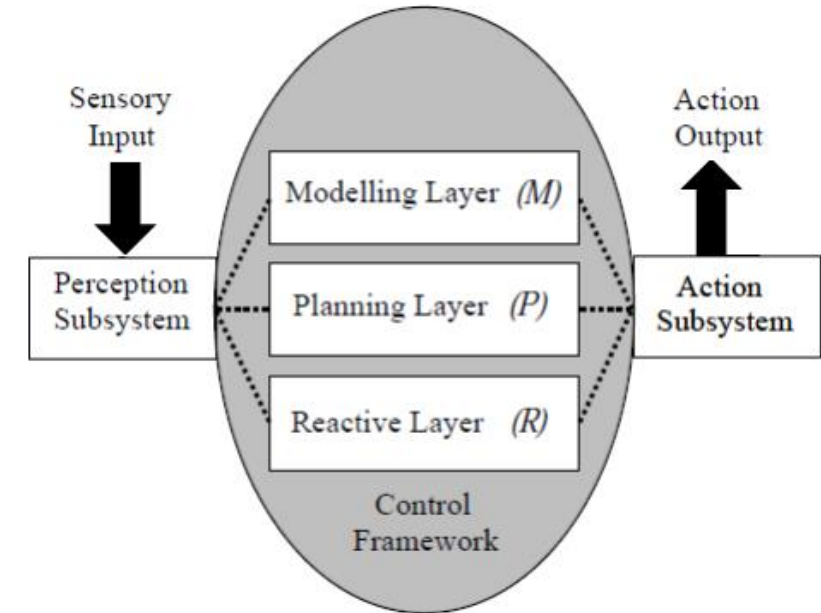 Sensory
Input
Action
Output
Modelling Layer (M)
Perception
Subsystem
Planning Layer (P)
Action
Subsystem
Reactive Layer (R)
Control
Framework